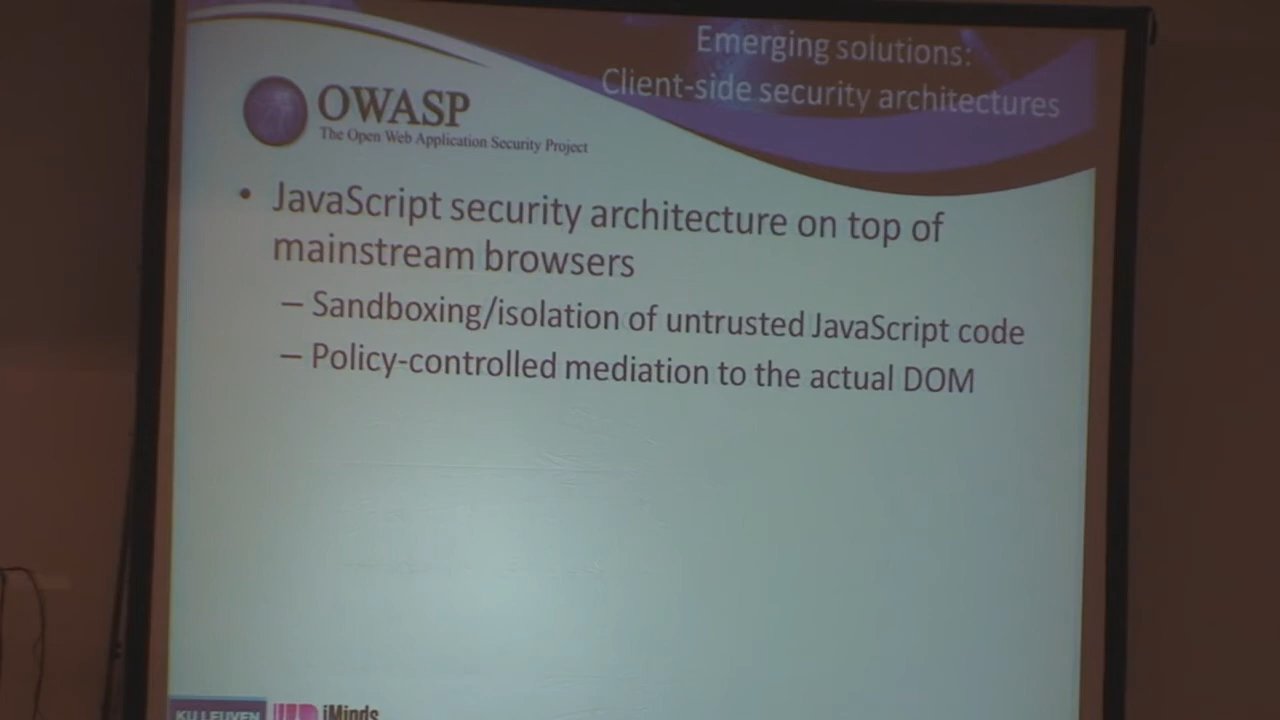 Emerging solutions:
Client-side security architectures
OWASP
The Open Web Application Security Project
• JavaScript security architecture on top of
mainstream browsers
– Sandboxing/isolation of untrusted JavaScript code
– Policy-controlled mediation to the actual DOM
KU LEUVEN
iMinds